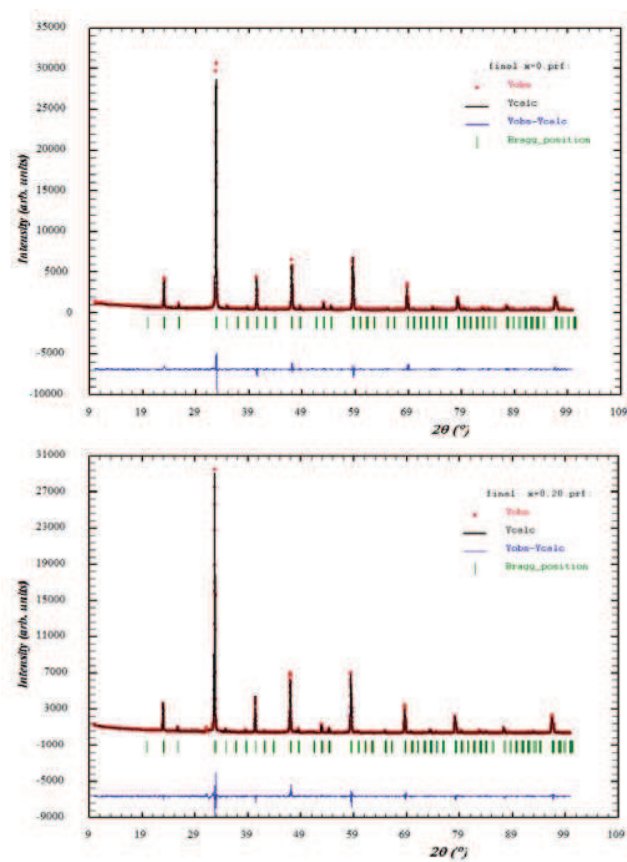 35000
30000
25000
20000
15000
10000
5000
0
-5000
-10000
Intensity (arb. units)
final x=0.prf:
Yobs
Ycalc
Yobs-Ycalc
Bragg_position
9 19 29 39 49 59 69 79 89 99 109
2θ (°)
31000
27000
23000
19000
15000
11000
7000
3000
-1000
-5000
-9000
Intensity (arb. units)
final x=0.20.prf:
Yobs
Ycalc
Yobs-Ycalc
Bragg_position
9 19 29 39 49 59 69 79 89 99 109
2θ (°)